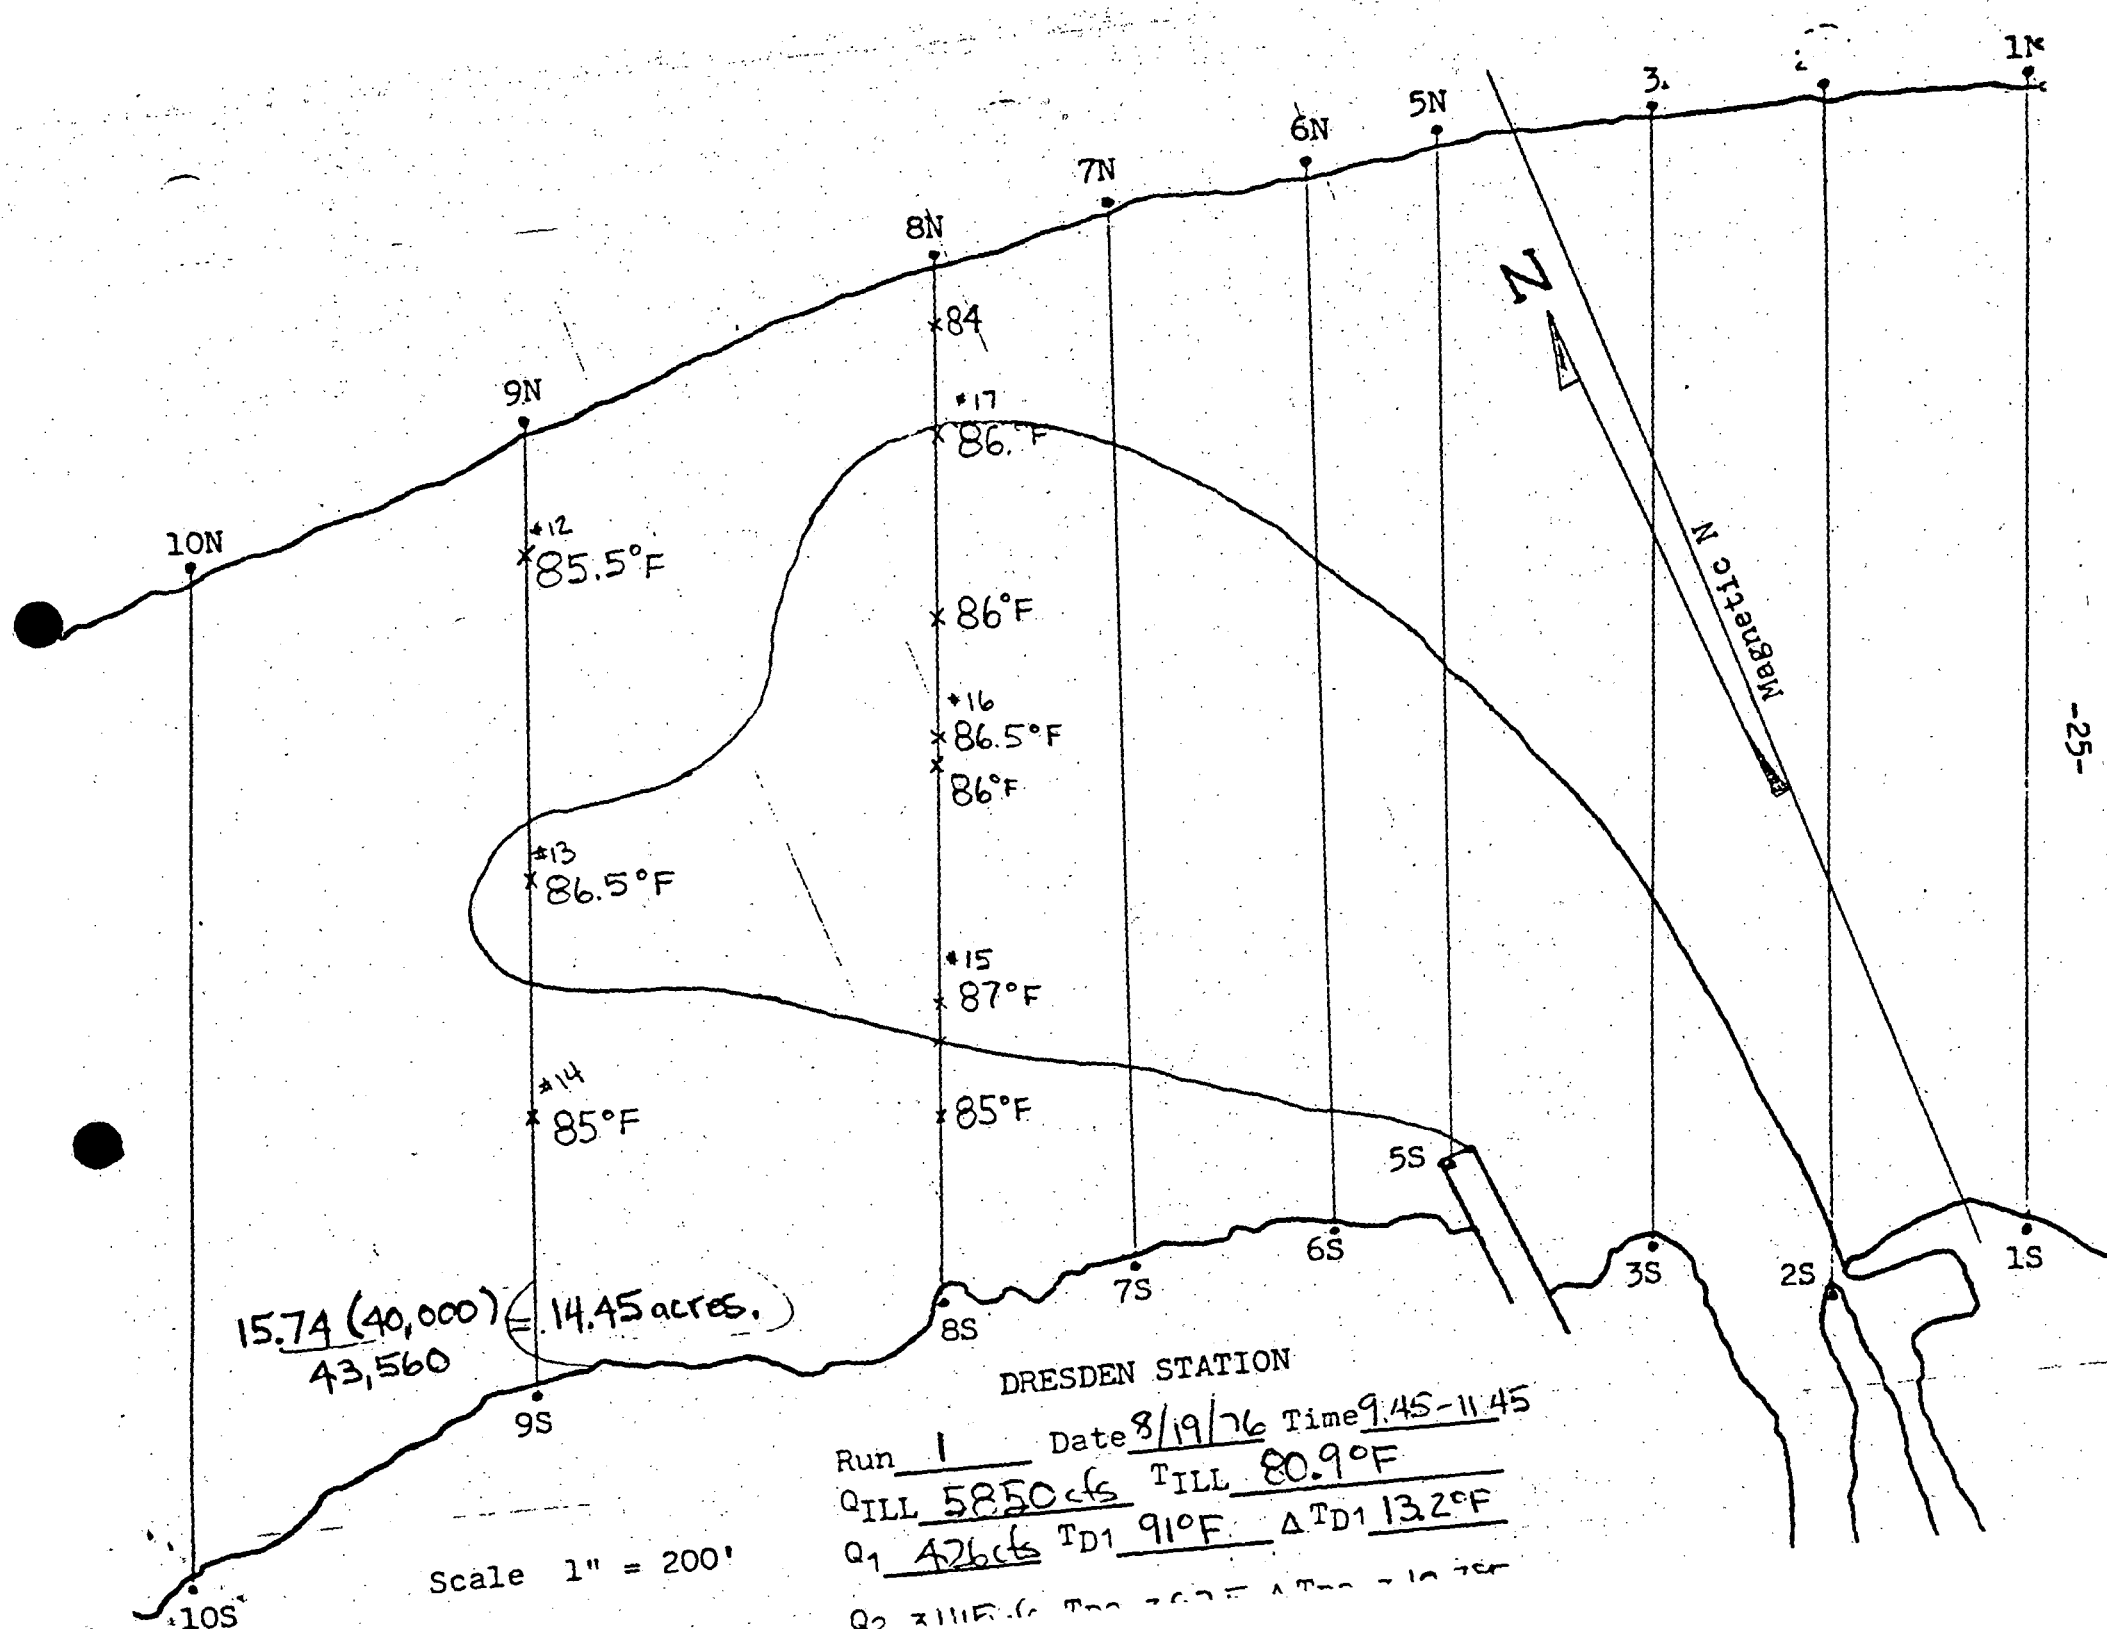 1N
5N
6N
7N
8N
84
N
#17
86.°F
9N
#12
85.5°F
10N
86°F
Magnetic N
#16
86.5°F
86°F
-25-
#13
86.5°F
#15
87°F
#14
85°F
85°F
5S
6S
7S
3S
2S
1S
15.74 (40,000) = 14.45 acres.
43,560
8S
9S
DRESDEN STATION
Run 1 Date 8/19/76 Time 9.45-11.45
QILL 5850 cfs TILL 80.9°F
Q1 426 cfs TD1 91°F ΔTD1 13.2°F
Scale 1" = 200'
10S